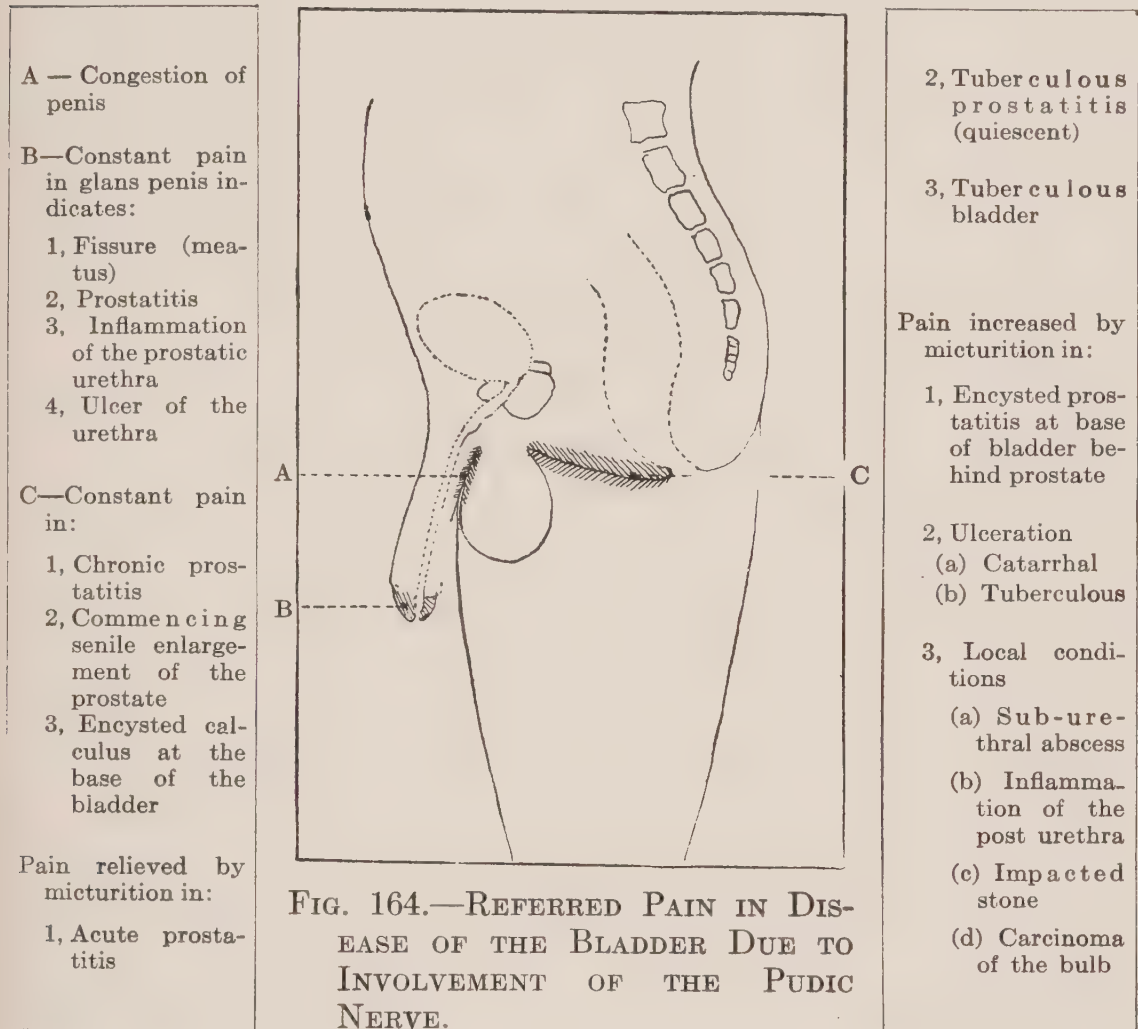 A — Congestion of
penis
B—Constant pain
in glans penis in-
dicates:
1, Fissure (mea-
tus)
2, Prostatitis
3, Inflammation
of the prostatic
urethra
4, Ulcer of the
urethra
C—Constant pain
in:
1, Chronic pros-
tatitis
2, Commencing
senile enlarge-
ment of the
prostate
3, Encysted cal-
culus at the
base of the
bladder
Pain relieved by
micturition in:
1, Acute prosta-
titis
A
B
C
FIG. 164.—REFERRED PAIN IN DIS-
EASE OF THE BLADDER DUE TO
INVOLVEMENT OF THE PUDIC
NERVE.
2, Tuberculous
prostatitis
(quiescent)
3, Tuberculous
bladder
Pain increased by
micturition in:
1, Encysted pros-
tatitis at base
of bladder be-
hind prostate
2, Ulceration
(a) Catarrhal
(b) Tuberculous
3, Local condi-
tions
(a) Sub-ure-
thral abscess
(b) Inflamma-
tion of the
post urethra
(c) Impacted
stone
(d) Carcinoma
of the bulb